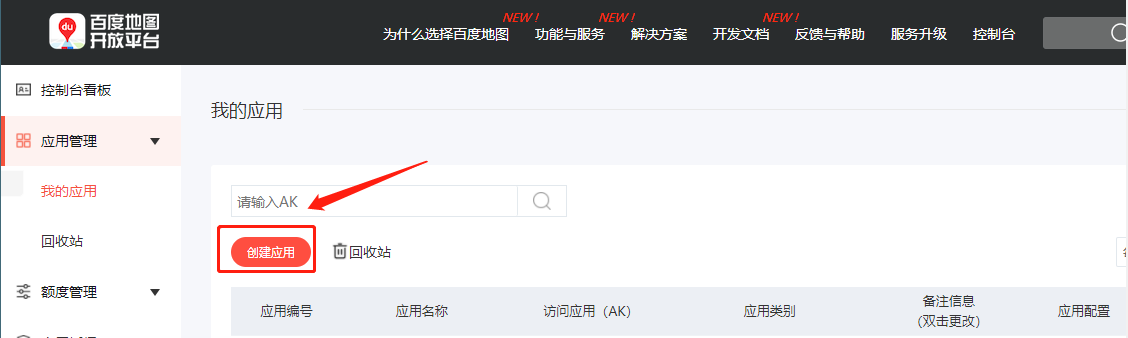 du
百度地图
开放平台
为什么选择百度地图 NEW! 功能与服务 NEW! 解决方案 开发文档 NEW! 反馈与帮助 服务升级 控制台
控制台看板
应用管理
我的应用
回收站
额度管理
我的应用
请输入AK
创建应用 回收站
应用编号 应用名称 访问应用（AK） 应用类别 备注信息 应用配置
（双击更改）